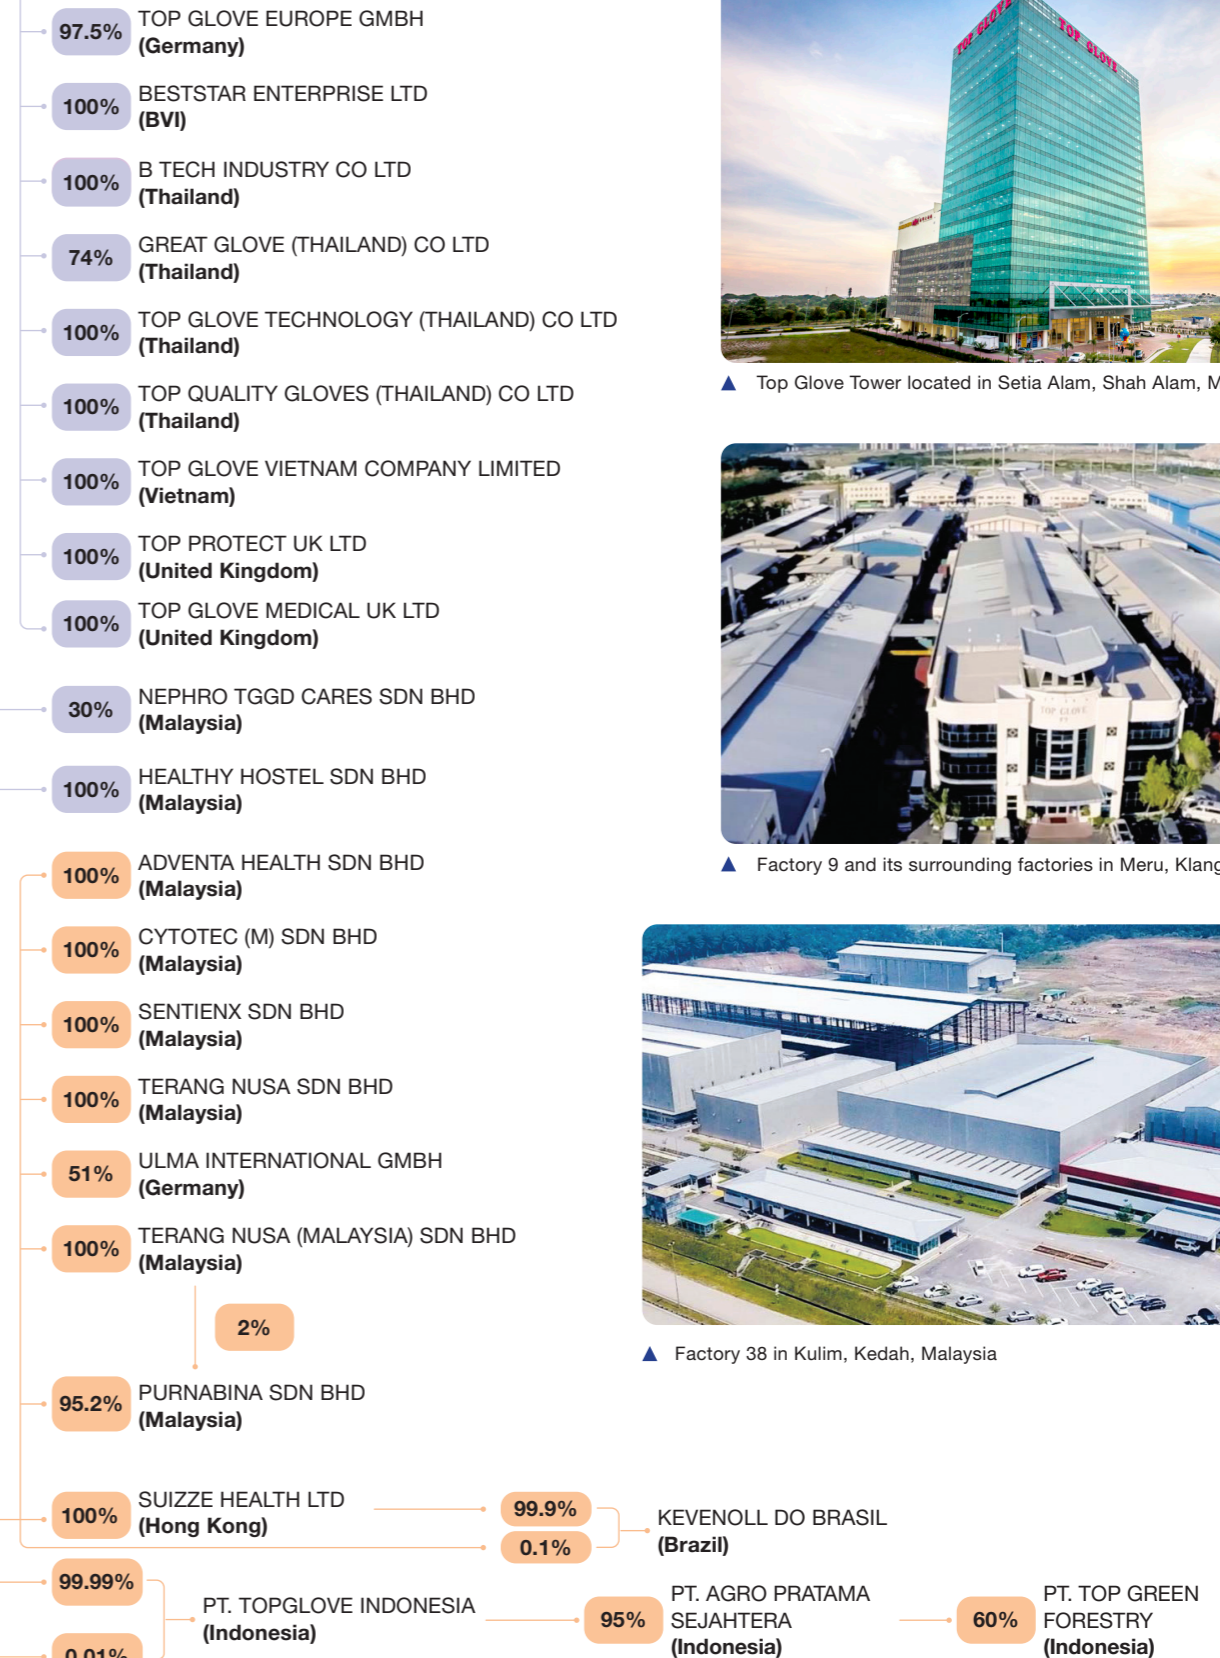 97.5%
TOP GLOVE EUROPE GMBH
(Germany)
100%
BESTSTAR ENTERPRISE LTD
(BVI)
100%
B TECH INDUSTRY CO LTD
(Thailand)
74%
GREAT GLOVE (THAILAND) CO LTD
(Thailand)
100%
TOP GLOVE TECHNOLOGY (THAILAND) CO LTD
(Thailand)
100%
TOP QUALITY GLOVES (THAILAND) CO LTD
(Thailand)
100%
TOP GLOVE VIETNAM COMPANY LIMITED
(Vietnam)
100%
TOP PROTECT UK LTD
(United Kingdom)
100%
TOP GLOVE MEDICAL UK LTD
(United Kingdom)
30%
NEPHRO TGGD CARES SDN BHD
(Malaysia)
100%
HEALTHY HOSTEL SDN BHD
(Malaysia)
100%
ADVENTA HEALTH SDN BHD
(Malaysia)
100%
CYTOTEC (M) SDN BHD
(Malaysia)
100%
SENTIENX SDN BHD
(Malaysia)
100%
TERANG NUSA SDN BHD
(Malaysia)
51%
ULMA INTERNATIONAL GMBH
(Germany)
100%
TERANG NUSA (MALAYSIA) SDN BHD
(Malaysia)
2%
95.2%
PURNABINA SDN BHD
(Malaysia)
100%
SUIZZE HEALTH LTD
(Hong Kong)
99.9%
0.1%
KEVENOLL DO BRASIL
(Brazil)
99.99%
0.01%
PT. TOPGLOVE INDONESIA
(Indonesia)
95%
PT. AGRO PRATAMA
SEJAHTERA
(Indonesia)
60%
PT. TOP GREEN
FORESTRY
(Indonesia)
TOP GLOVE
TOP GLOVE
Top Glove Tower located in Setia Alam, Shah Alam, M
TOP GLOVE
Factory 9 and its surrounding factories in Meru, Klang
Factory 38 in Kulim, Kedah, Malaysia